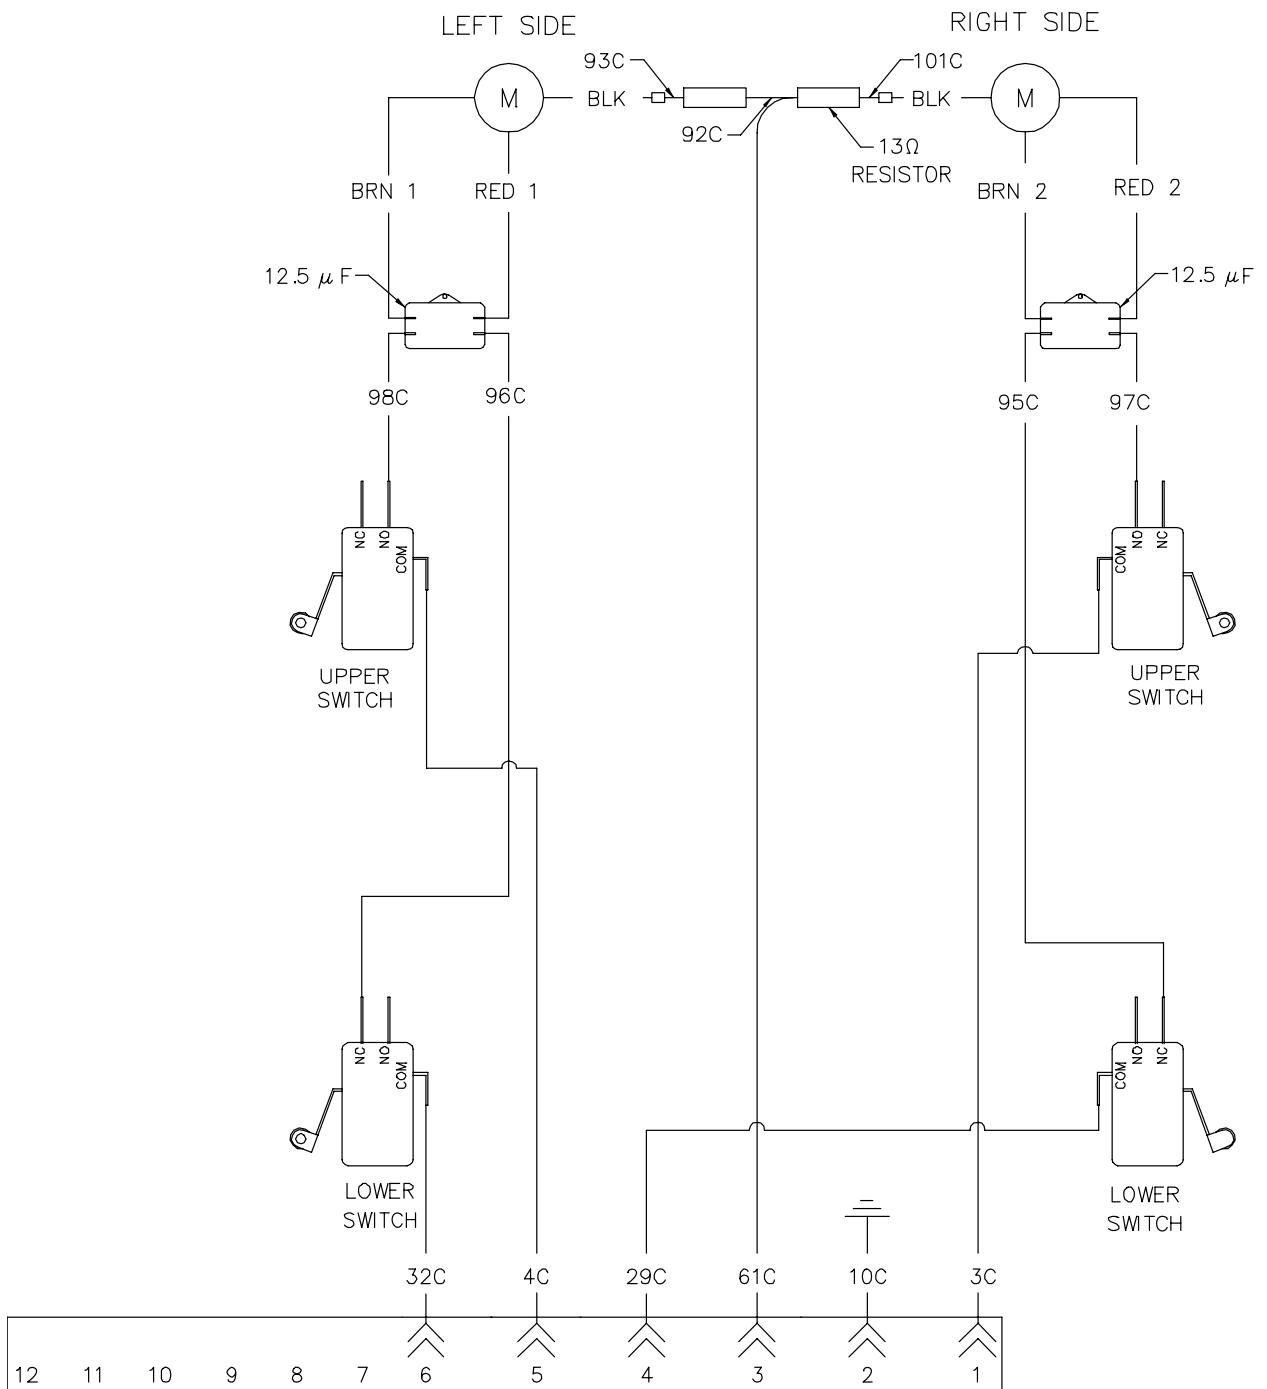 LEFT SIDE
RIGHT SIDE
93C
101C
M
BLK
BLK
M
92C
13Ω
RESISTOR
BRN 1
RED 1
BRN 2
RED 2
12.5 μF
12.5 μF
98C
96C
95C
97C
NC
NO
COM
COM
NO
NC
UPPER
SWITCH
UPPER
SWITCH
NC
NO
COM
COM
NO
NC
LOWER
SWITCH
LOWER
SWITCH
32C
4C
29C
61C
10C
3C
12 11 10 9 8 7 6 5 4 3 2 1